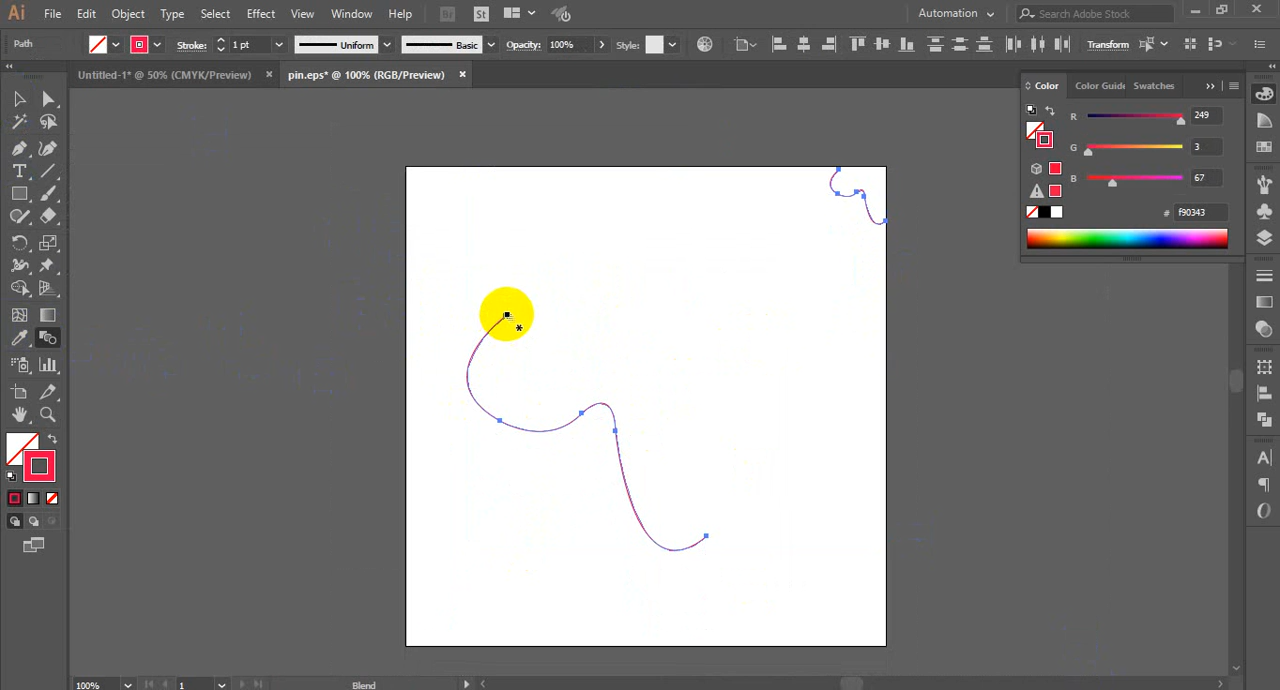 Ai File Edit Object Type Select Effect View Window Help Br St Automation Search Adobe Stock
Path Stroke: 1 pt Uniform Basic Opacity: 100% Style: Transform
Untitled-1* @ 50% (CMYK/Preview) × pin.eps* @ 100% (RGB/Preview) ×
Color Color Guide Swatches
R 249
G 3
B 67
# f90343
100% 1 Blend